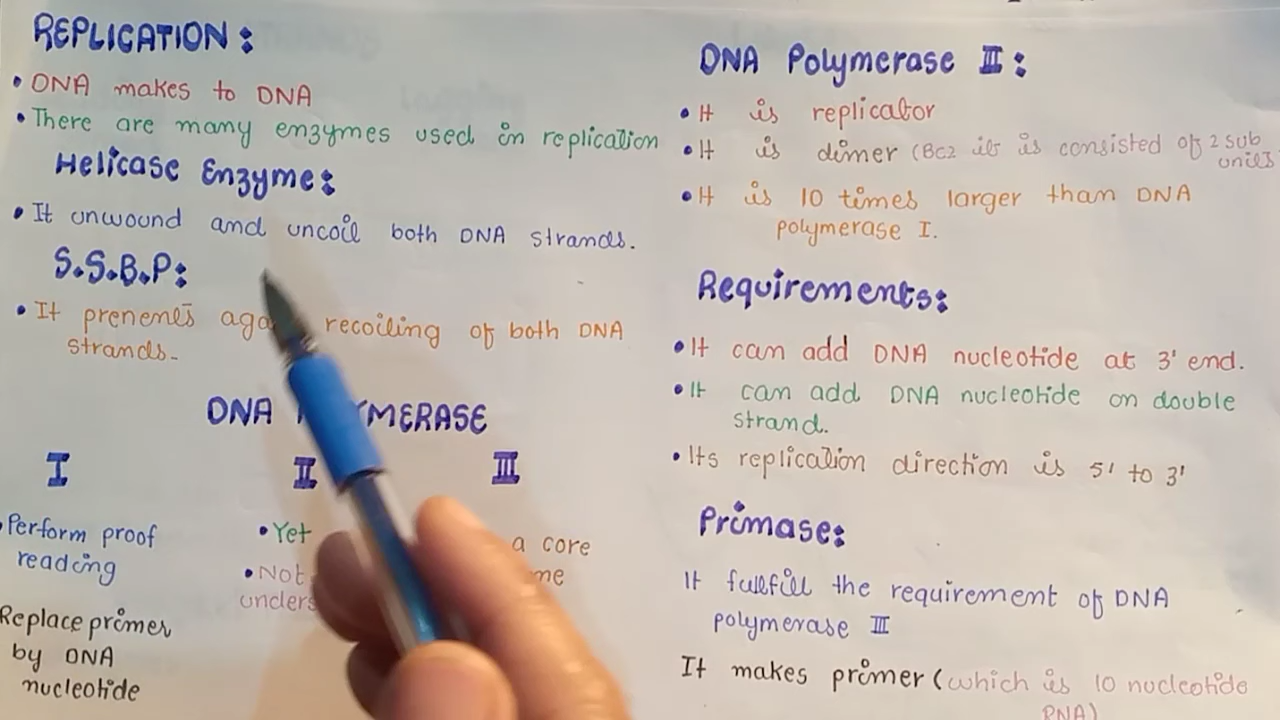 REPLICATION:
• DNA makes to DNA
• There are many enzymes used in replication
Helicase Enzyme:
• It unwound and uncoil both DNA strands.
S.S.B.P:
• It prenents aga recoiling of both DNA
strands.
DNA MERASE
I II III
• Perform proof
reading
Replace primer
by DNA
nucleotide
• Yet
• Not
unders
a core
me
DNA Polymerase III:
• It is replicator
• It is dimer (Bcz it is consisted of 2 sub
units
• It is 10 times larger than DNA
polymerase I.
Requirements:
• It can add DNA nucleotide at 3' end.
• It can add DNA nucleotide on double
strand.
• Its replication direction is 5' to 3'
Primase:
It fulfill the requirement of DNA
polymerase III
It makes primer (which is 10 nucleotide
RNA)